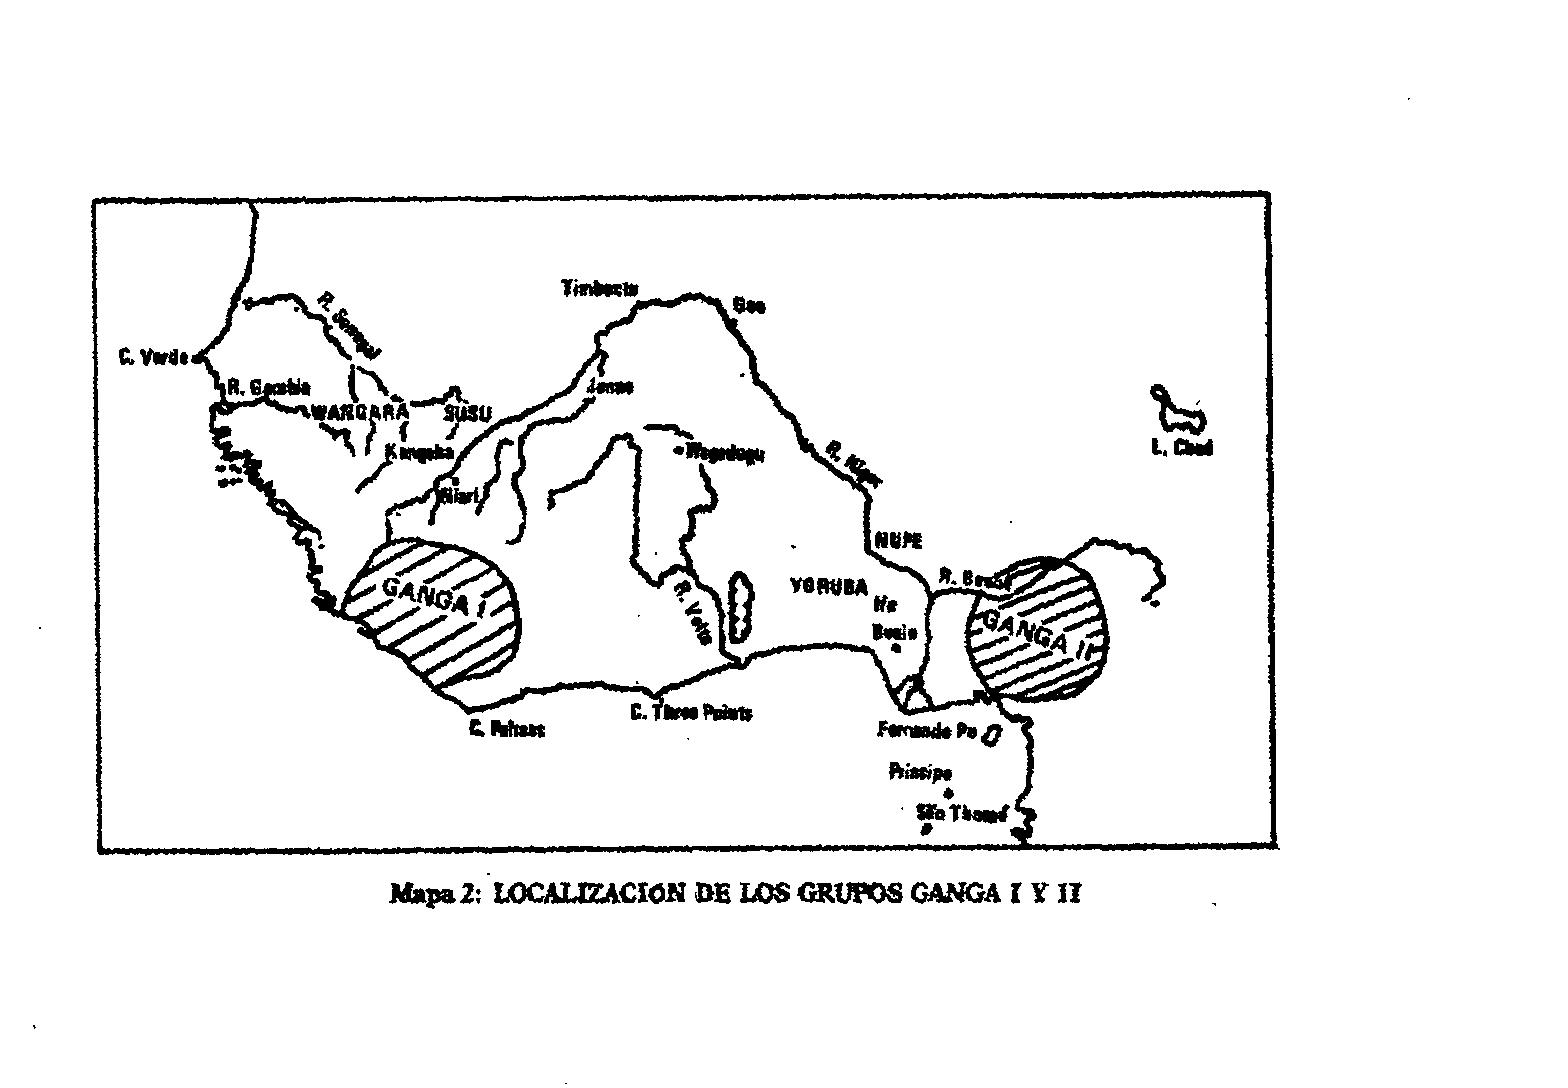 Timbuctu
Gao
R. Senegal
C. Verde
R. Gambia
Jenne
WANGARA
SUSU
Kangaba
Wagadugu
R. Niger
L. Chad
Niari
NUPE
GANGA I
R. Volta
YORUBA
Ife
Benin
R. Benue
GANGA II
C. Palmas
C. Three Points
Fernando Po
Principe
São Thomé
Mapa 2: LOCALIZACION DE LOS GRUPOS GANGA I Y II